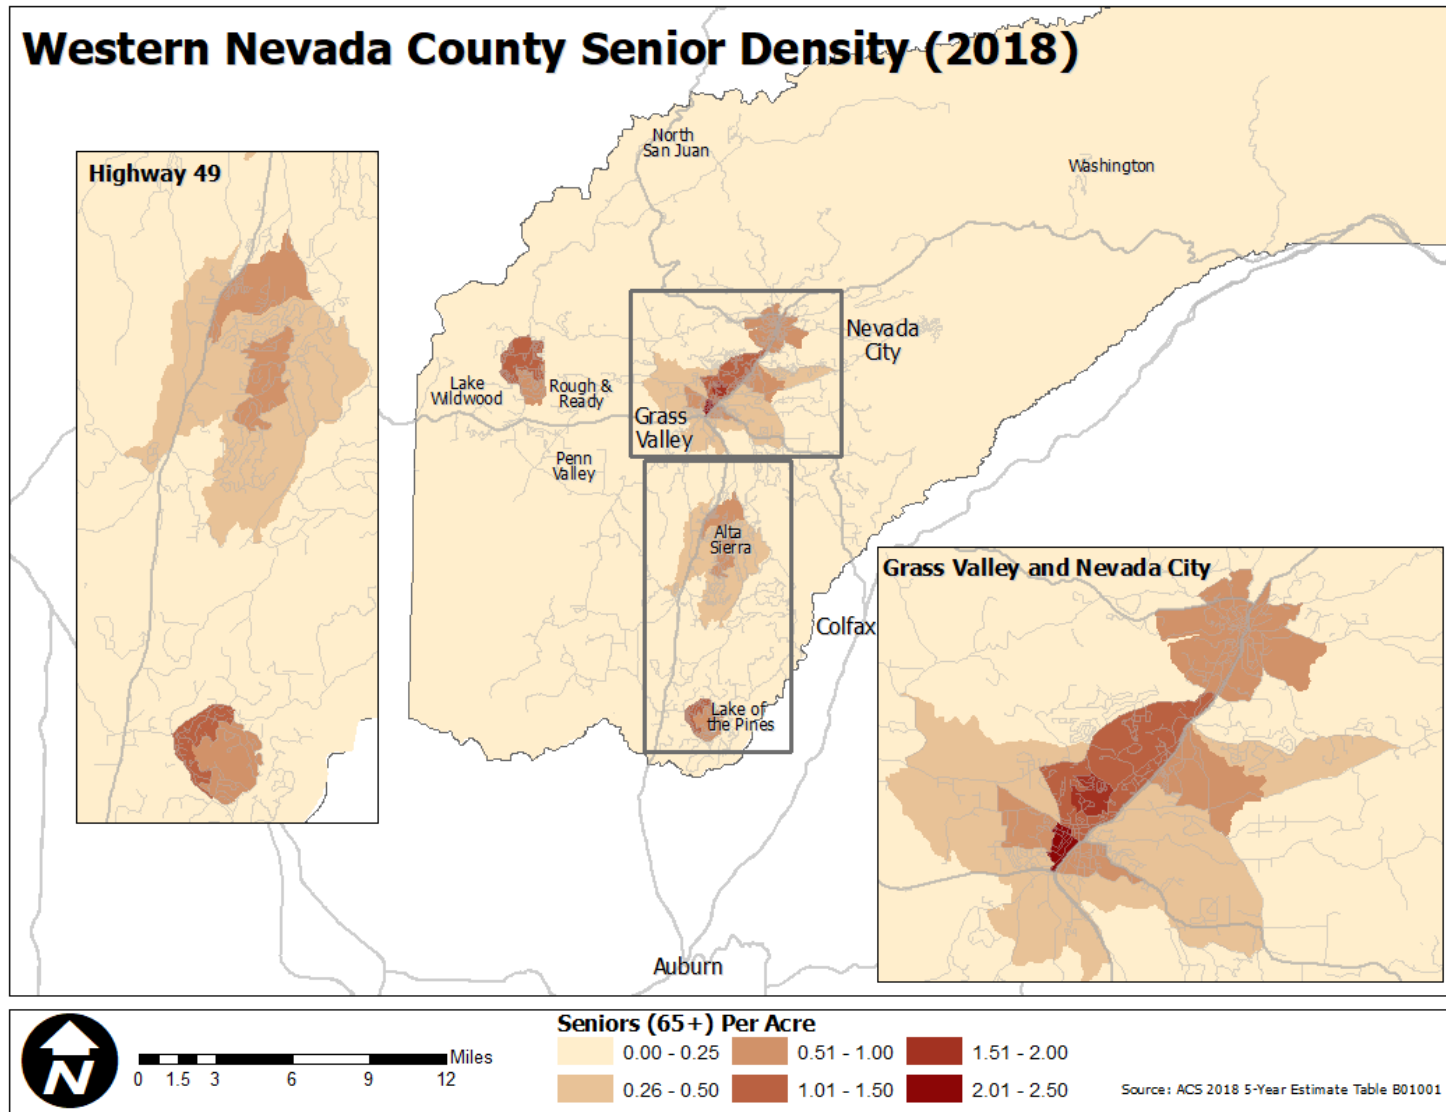 Western Nevada County Senior Density (2018)
North
San Juan
Washington
Highway 49
Nevada
City
Lake
Wildwood
Rough &
Ready
Grass
Valley
Penn
Valley
Alta
Sierra
Grass Valley and Nevada City
Colfax
Lake of
the Pines
Auburn
Seniors (65+) Per Acre
N
Miles
0 1.5 3 6 9 12
0.00 - 0.25
0.51 - 1.00
1.51 - 2.00
0.26 - 0.50
1.01 - 1.50
2.01 - 2.50
Source: ACS 2018 5-Year Estimate Table B01001